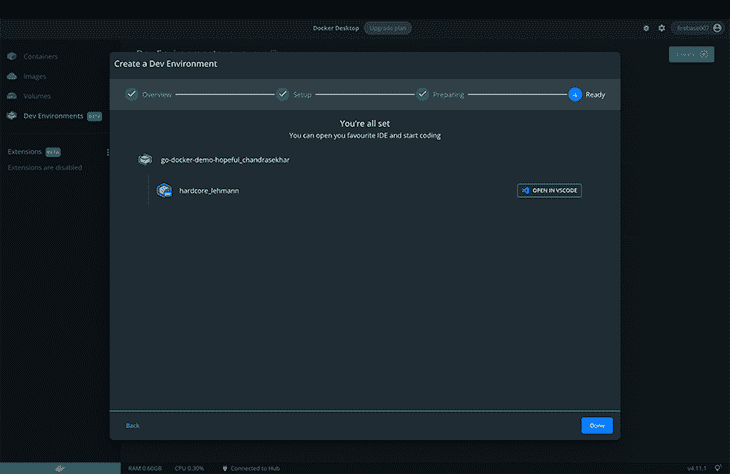 Docker Desktop Upgrade plan firebase007
Containers
Images
Volumes
Dev Environments BETA
Extensions BETA
Extensions are disabled
Create a Dev Environment
Overview Setup Preparing 4 Ready
You're all set
You can open you favourite IDE and start coding
go-docker-demo-hopeful_chandrasekhar
hardcore_lehmann OPEN IN VSCODE
Back Done
RAM 0.60GB CPU 0.39% Connected to Hub v4.11.1